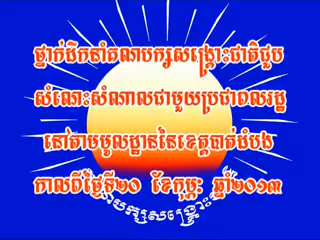 ថ្នាក់ដឹកនាំគណបក្សសង្គ្រោះជាតិជួប
សំណេះសំណាលជាមួយប្រជាពលរដ្ឋ
នៅតាមមូលដ្ឋាននៃខេត្តបាត់ដំបង
កាលពីថ្ងៃទី២០ ខែកុម្ភៈ ឆ្នាំ២០១៣